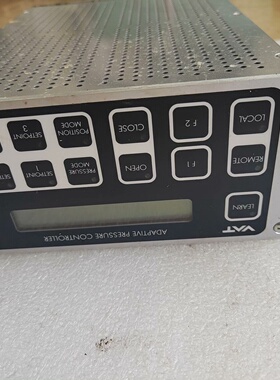 VAT
ADAPTIVE PRESSURE CONTROLLER
LEARN
REMOTE
F1
OPEN
PRESSURE
MODE
SETPOINT
1
LOCAL
F2
CLOSE
POSITION
MODE
SETPOINT
3